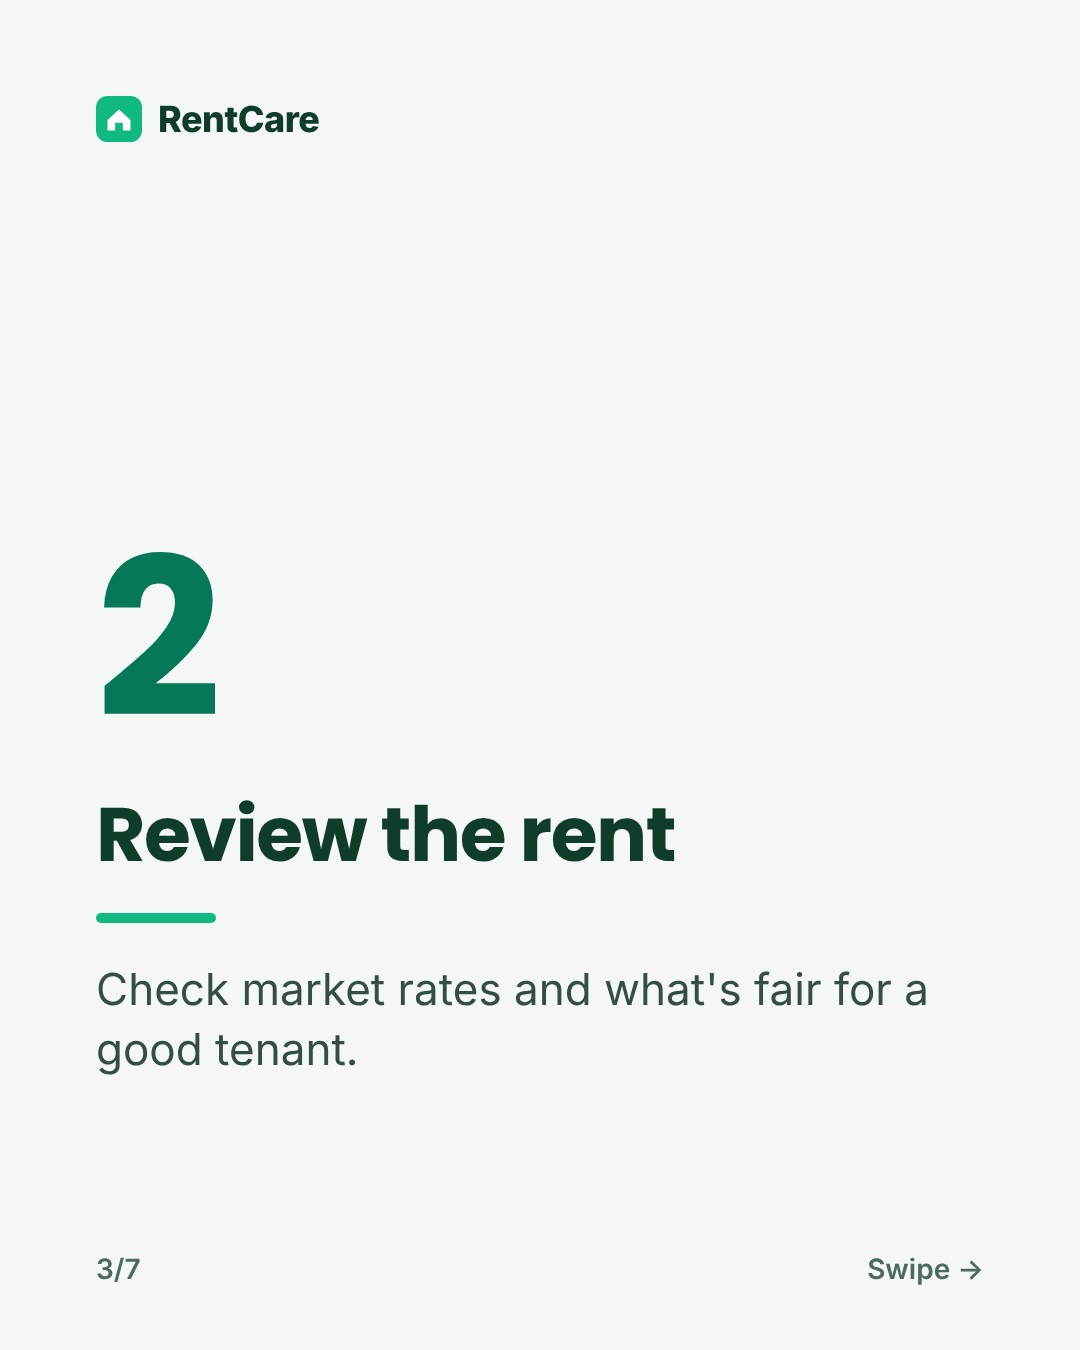 RentCare
2
Review the rent
Check market rates and what's fair for a
good tenant.
3/7
Swipe →